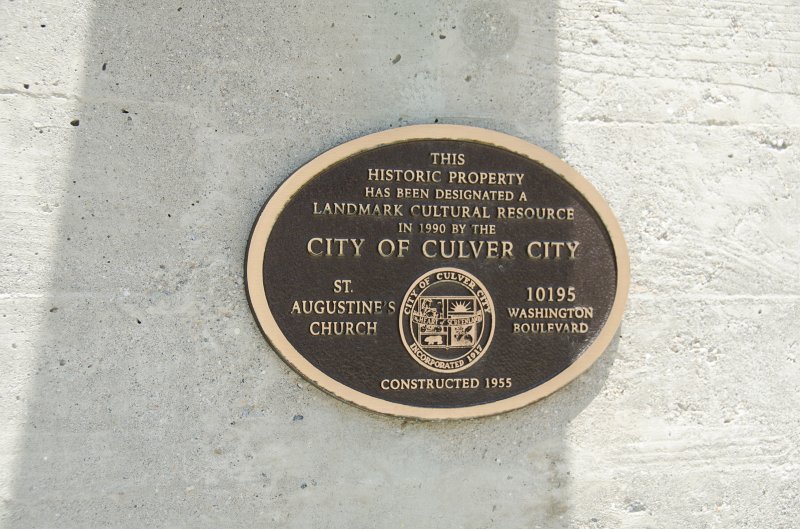 THIS
HISTORIC PROPERTY
HAS BEEN DESIGNATED A
LANDMARK CULTURAL RESOURCE
IN 1990 BY THE
CITY OF CULVER CITY
ST.
AUGUSTINE'S
CHURCH
CITY OF CULVER CITY
INCORPORATED 1917
10195
WASHINGTON
BOULEVARD
CONSTRUCTED 1955